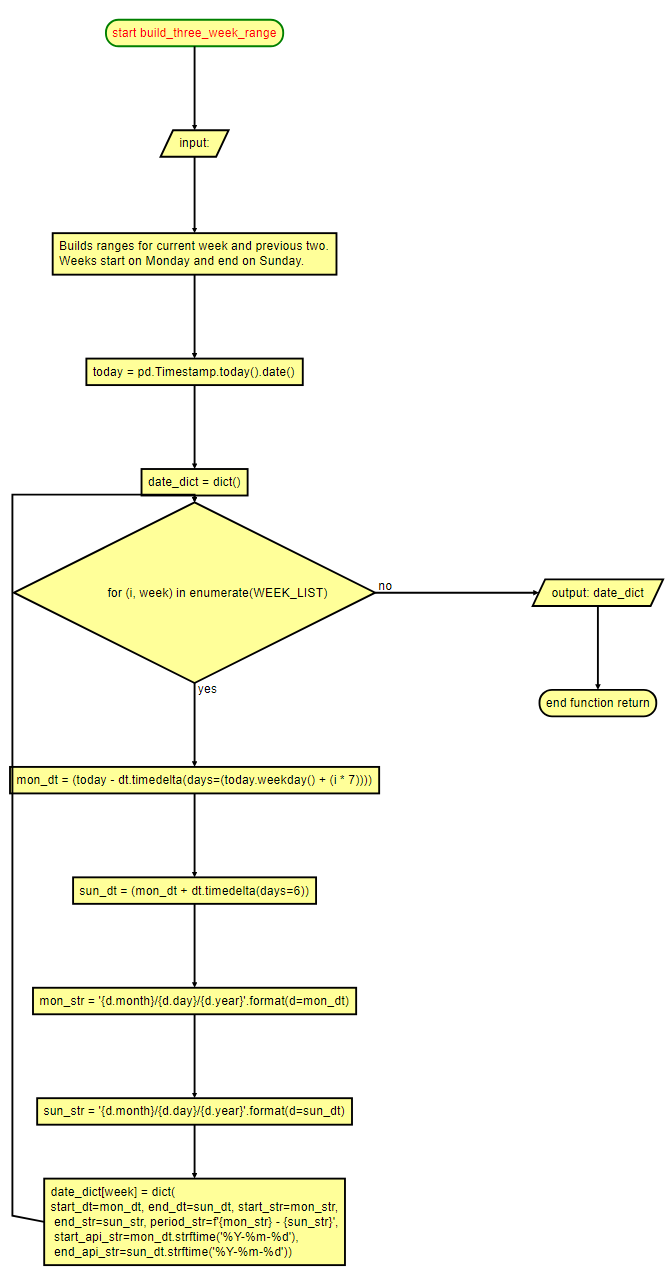 start build_three_week_range
input:
Builds ranges for current week and previous two.
Weeks start on Monday and end on Sunday.
today = pd.Timestamp.today().date()
date_dict = dict()
for (i, week) in enumerate(WEEK_LIST)
no
output: date_dict
end function return
yes
mon_dt = (today - dt.timedelta(days=(today.weekday() + (i * 7))))
sun_dt = (mon_dt + dt.timedelta(days=6))
mon_str = '{d.month}/{d.day}/{d.year}'.format(d=mon_dt)
sun_str = '{d.month}/{d.day}/{d.year}'.format(d=sun_dt)
date_dict[week] = dict(
start_dt=mon_dt, end_dt=sun_dt, start_str=mon_str,
end_str=sun_str, period_str=f'{mon_str} - {sun_str}',
start_api_str=mon_dt.strftime('%Y-%m-%d'),
end_api_str=sun_dt.strftime('%Y-%m-%d'))